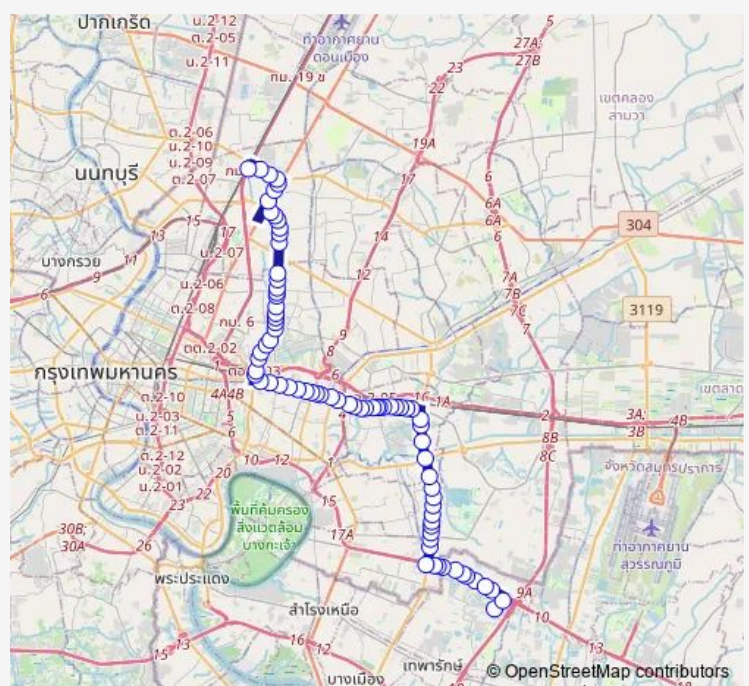 ปากเกร็ด
น.2-12
ต.2-05
น.2-11
ท่าอากาศยาน
ดอนเมือง
กม. 19 ข
5
27A;
27B
23
22
เขตคลอง
สามวา
ต.2-06
น.2-10
น.2-09
ต.2-07
นนทบุรี
19A
17
6
6A
6A
6
304
15
17
13
14
บางกรวย
11
9
6
น.2-07
12
น.2-06
7A
7B
7C
7
3119
น.2-08
กม. 6
9
8
6
กรุงเทพมหานคร
1
4A4B
1C
1A
2
3A;
3B
4B
ต.2-10
น.2-03
ต.2-11
5
6
4
8B
8C
ต.2-12
น.2-02
น.2-01
20
10
12
1
22
23
15
จังหวัดสมุทรปราการ
พื้นที่คุ้มครอง
สิ่งแวดล้อม
บางกะเจ้า
30B;
30A
26
17A
ท่าอากาศยาน
สุวรรณภูมิ
พระประแดง
9A
10
สำโรงเหนือ
13
15
13
16
12
เทพารักษ์
บางเมือง
© OpenStreetMap contributors